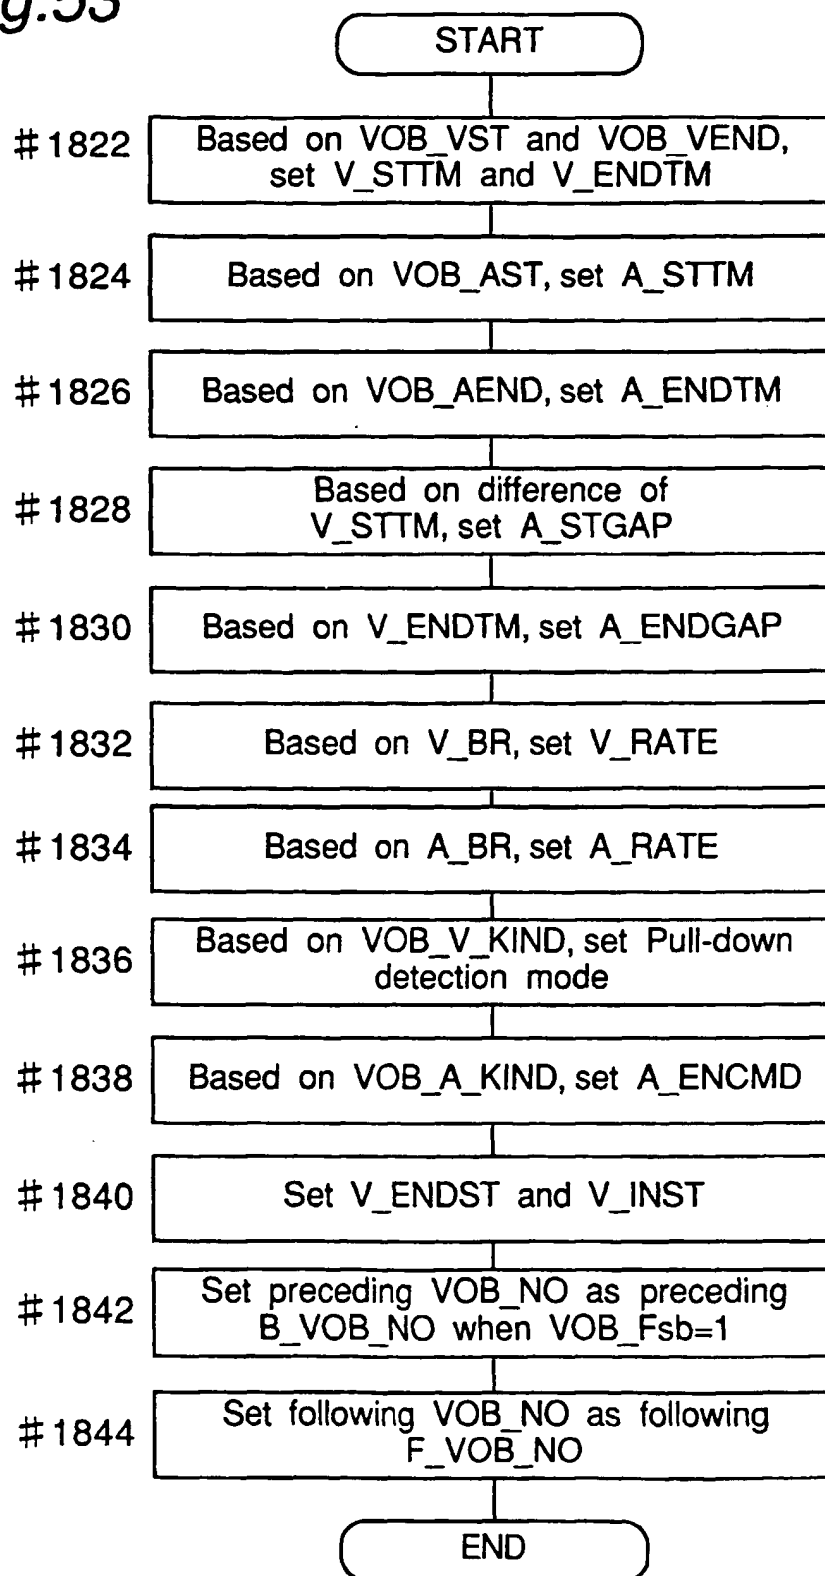 g.53
START
#1822
Based on VOB_VST and VOB_VEND,
set V_STTM and V_ENDTM
#1824
Based on VOB_AST, set A_STTM
#1826
Based on VOB_AEND, set A_ENDTM
#1828
Based on difference of
V_STTM, set A_STGAP
#1830
Based on V_ENDTM, set A_ENDGAP
#1832
Based on V_BR, set V_RATE
#1834
Based on A_BR, set A_RATE
#1836
Based on VOB_V_KIND, set Pull-down
detection mode
#1838
Based on VOB_A_KIND, set A_ENCMD
#1840
Set V_ENDST and V_INST
#1842
Set preceding VOB_NO as preceding
B_VOB_NO when VOB_Fsb=1
#1844
Set following VOB_NO as following
F_VOB_NO
END